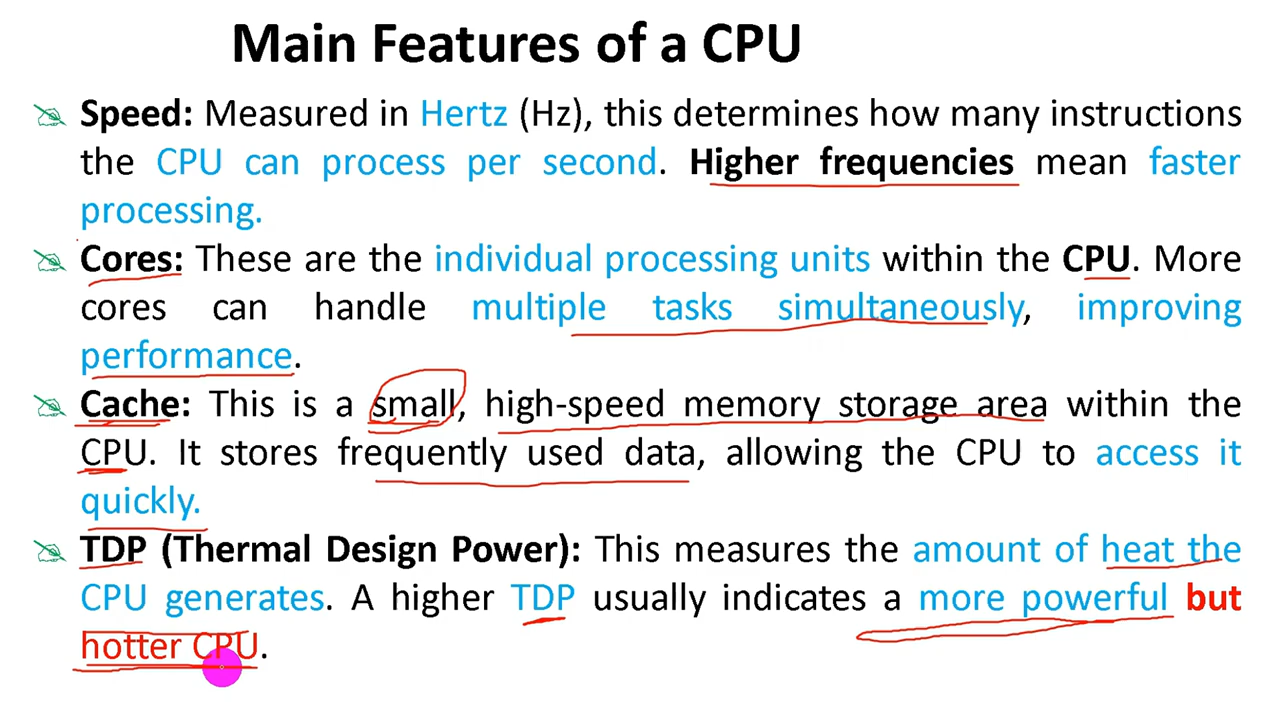 Main Features of a CPU
Speed: Measured in Hertz (Hz), this determines how many instructions
the CPU can process per second. Higher frequencies mean faster
processing.
Cores: These are the individual processing units within the CPU. More
cores can handle multiple tasks simultaneously, improving
performance.
Cache: This is a small, high-speed memory storage area within the
CPU. It stores frequently used data, allowing the CPU to access it
quickly.
TDP (Thermal Design Power): This measures the amount of heat the
CPU generates. A higher TDP usually indicates a more powerful but
hotter CPU.